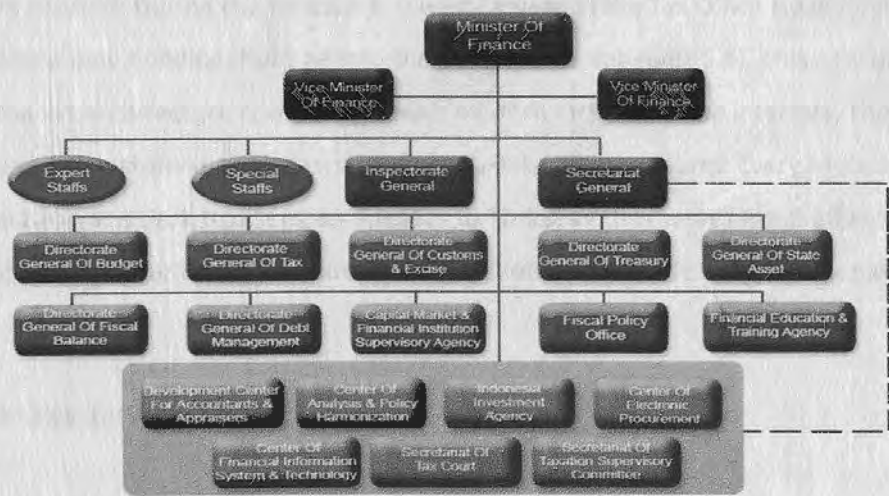 Minister Of
Finance
Vice Minister
Of Finance
Vice Minister
Of Finance
Expert
Staffs
Special
Staffs
Inspectorate
General
Secretariat
General
Directorate
General Of Budget
Directorate
General Of Tax
Directorate
General Of Customs
& Excise
Directorate
General Of Treasury
Directorate
General Of State
Asset
Directorate
General Of Fiscal
Balance
Directorate
General Of Debt
Management
Capital Market &
Financial Institution
Supervisory Agency
Fiscal Policy
Office
Financial Education &
Training Agency
Development Center
For Accountants &
Appraisers
Center Of
Analysis & Policy
Harmonization
Indonesia
Investment
Agency
Center Of
Electronic
Procurement
Center Of
Financial Information
System & Technology
Secretariat Of
Tax Court
Secretariat Of
Taxation Supervisory
Committee